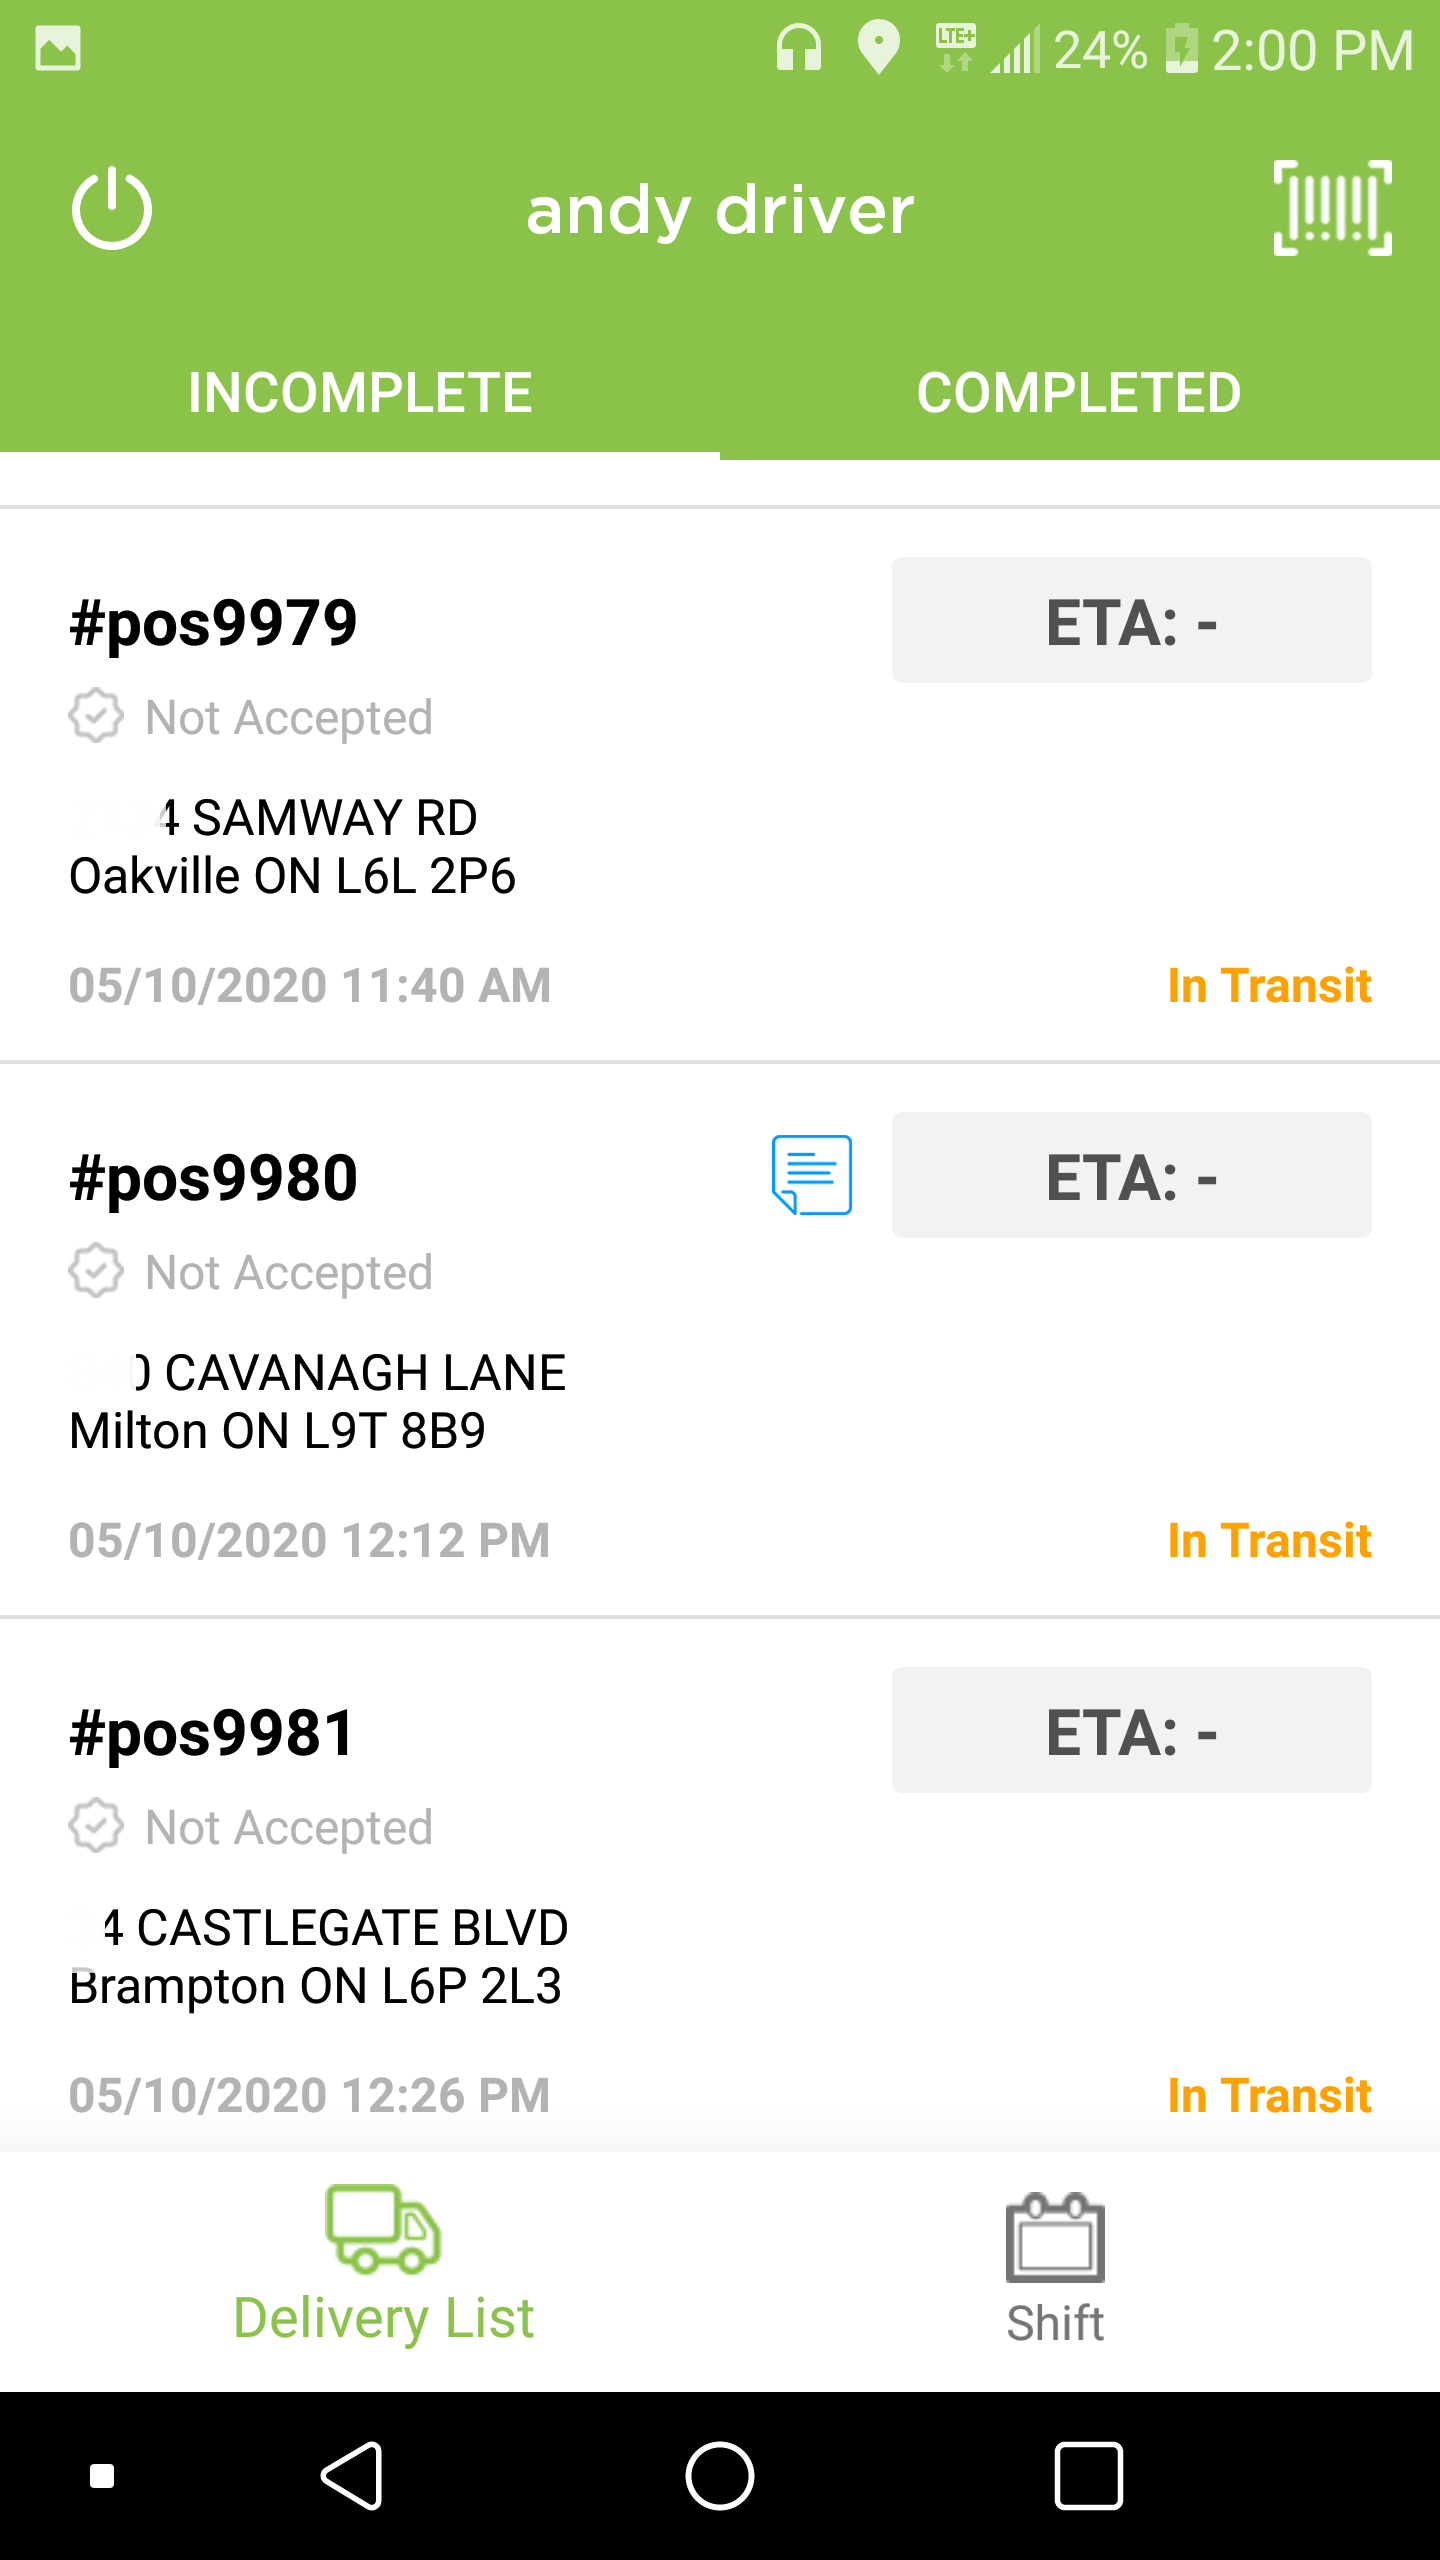 LTE+ 24% 2:00 PM
andy driver
INCOMPLETE COMPLETED
#pos9979 ETA: -
Not Accepted
4 SAMWAY RD
Oakville ON L6L 2P6
05/10/2020 11:40 AM In Transit
#pos9980 ETA: -
Not Accepted
0 CAVANAGH LANE
Milton ON L9T 8B9
05/10/2020 12:12 PM In Transit
#pos9981 ETA: -
Not Accepted
4 CASTLEGATE BLVD
Brampton ON L6P 2L3
05/10/2020 12:26 PM In Transit
Delivery List Shift